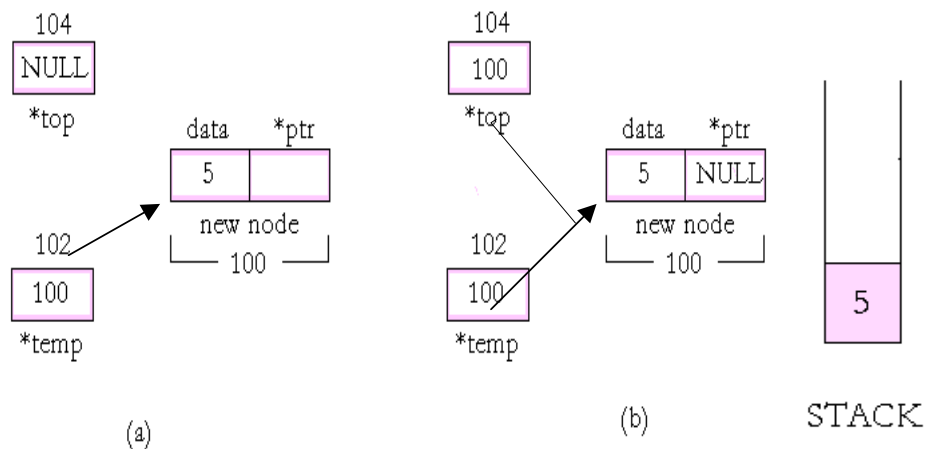 104
NULL
*top
data *ptr
5
new node
100
102
100
*temp
(a)
104
100
*top
data *ptr
5 NULL
new node
100
102
100
*temp
(b)
5
STACK